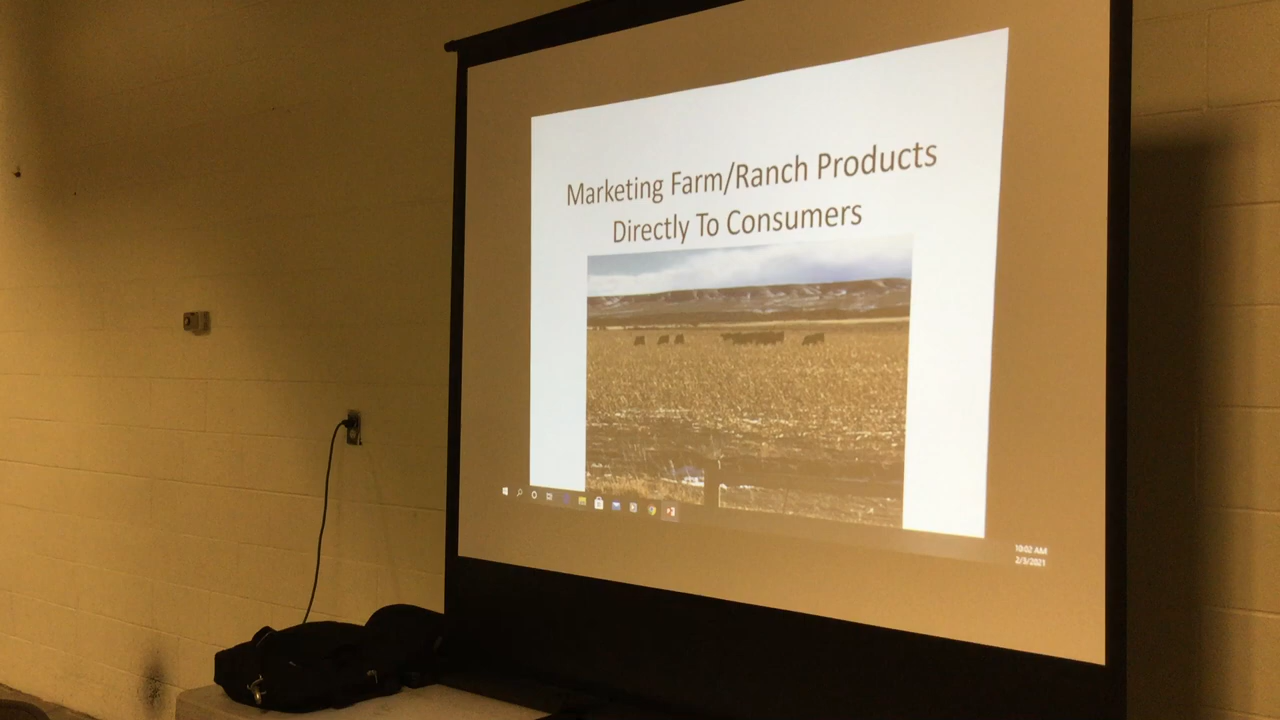 Marketing Farm/Ranch Products
Directly To Consumers
10:02 AM
2/3/2021